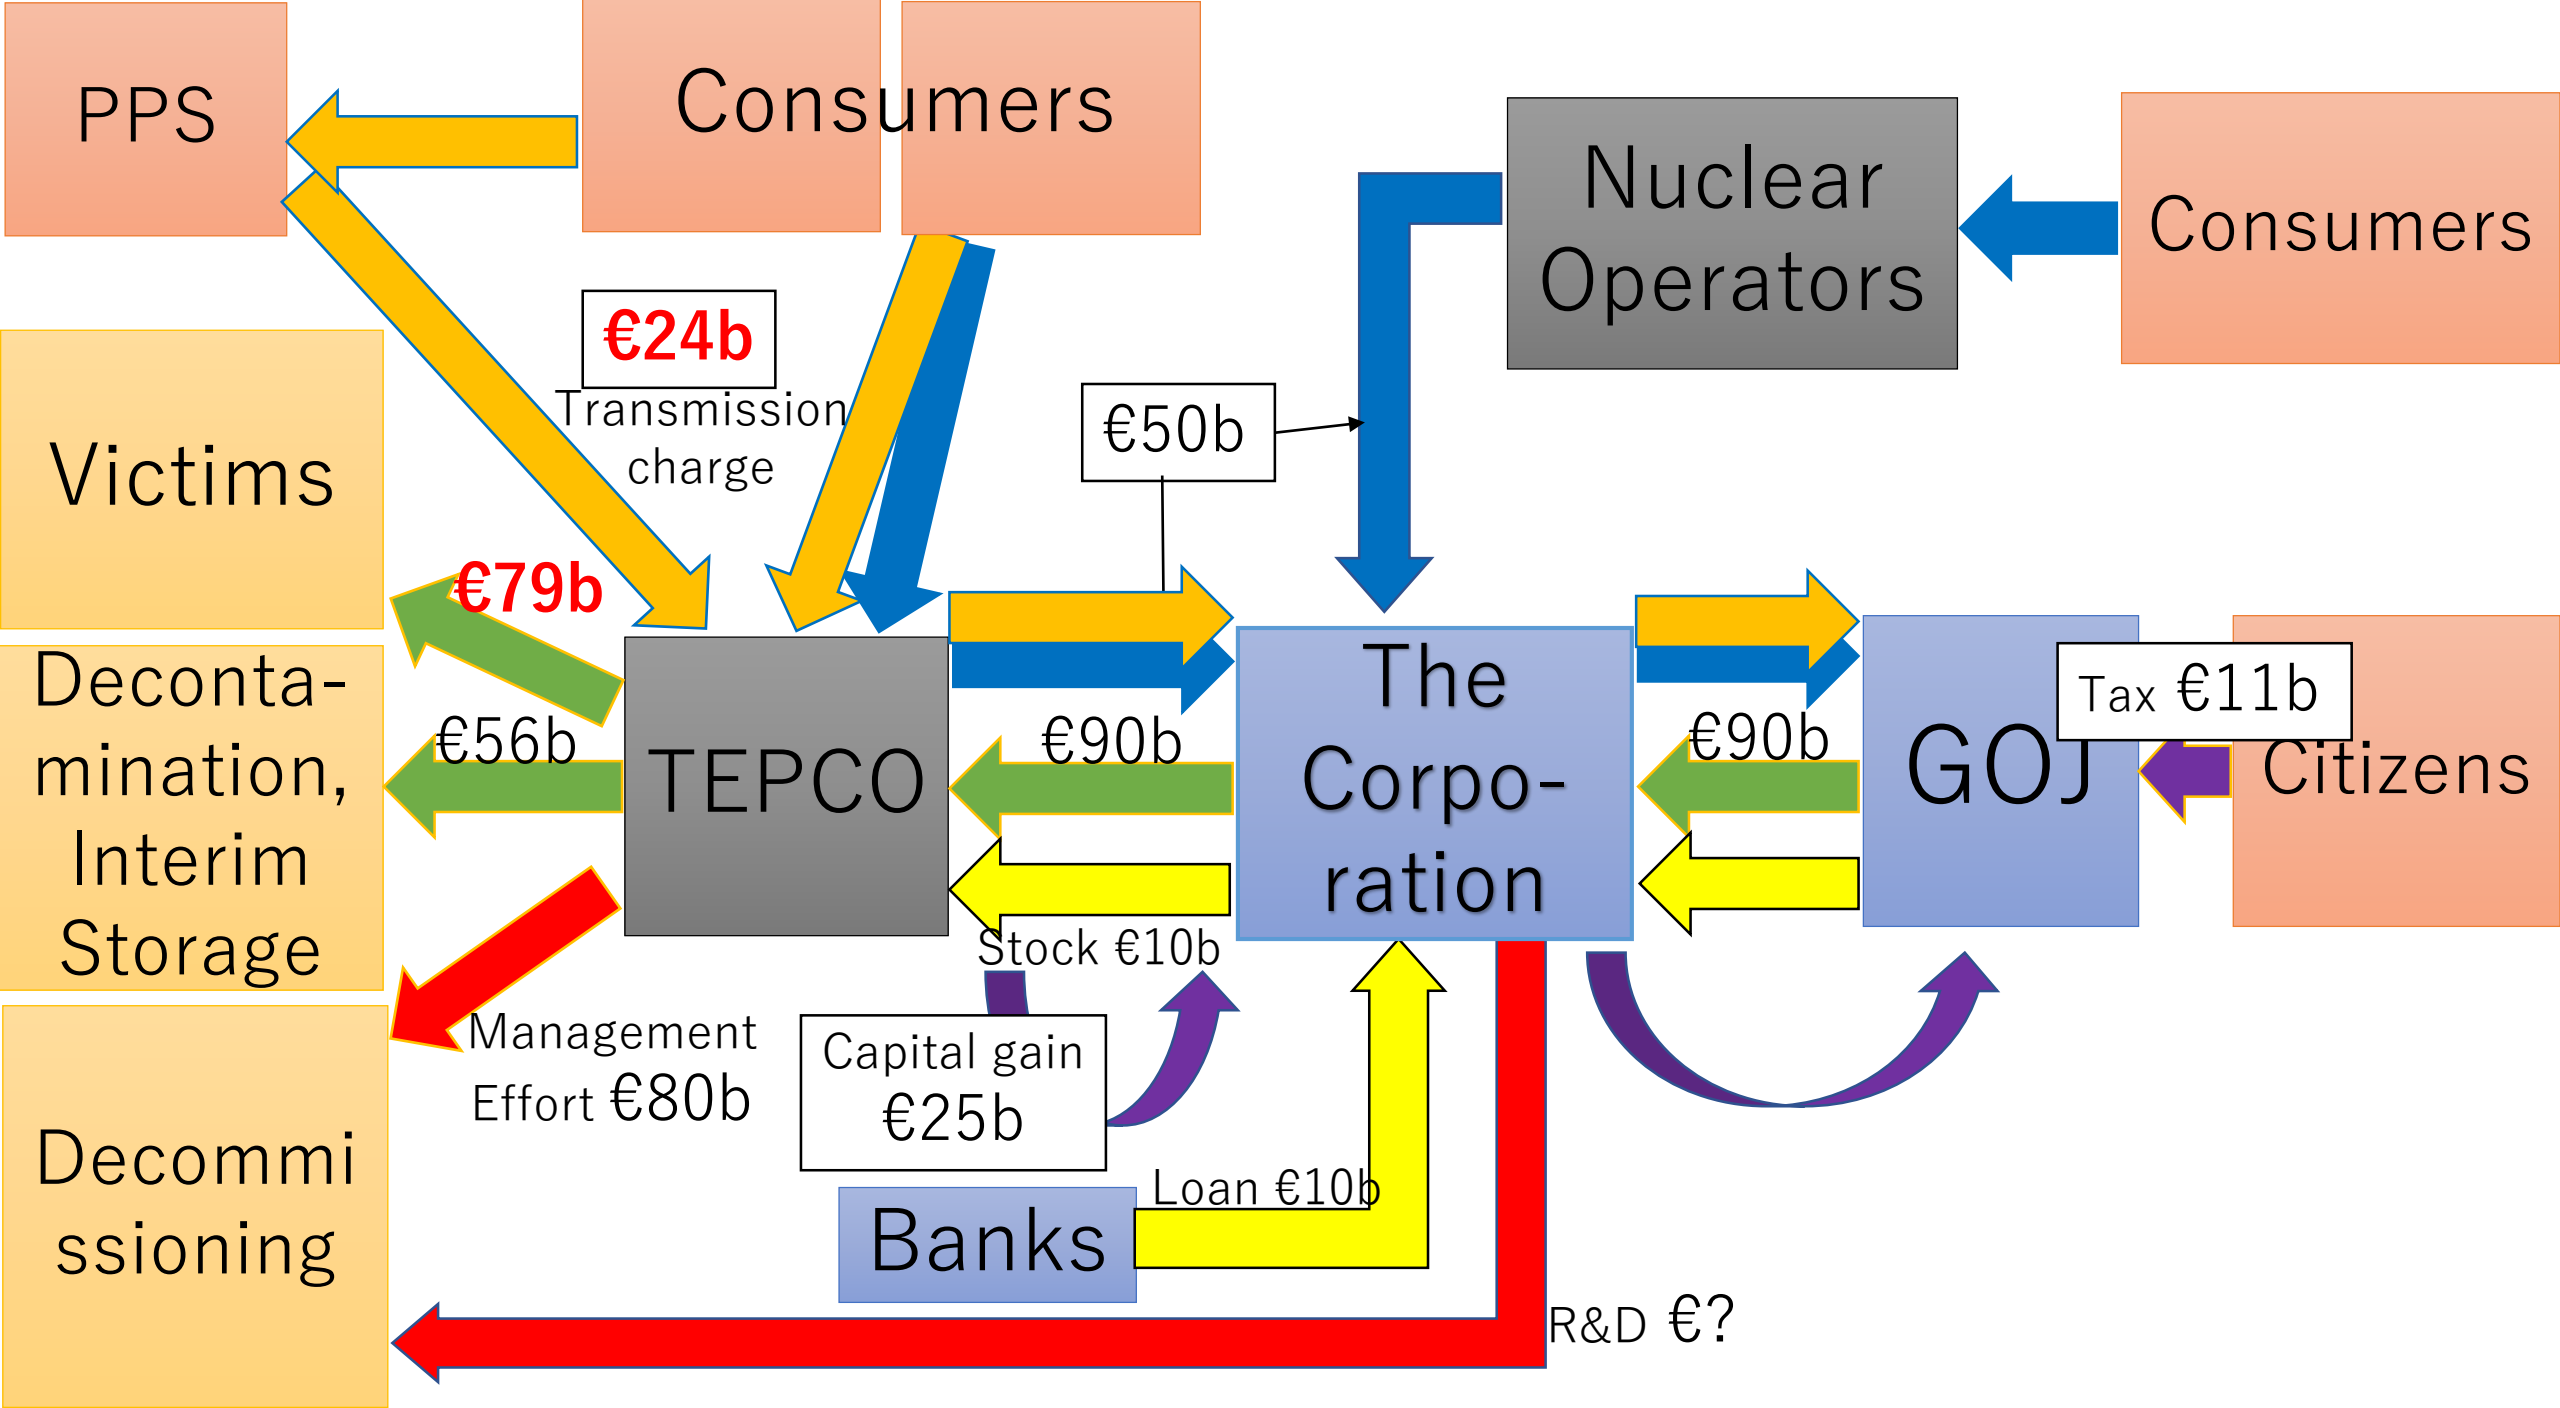 PPS
Consumers
Nuclear
Operators
Consumers
€24b
Transmission
charge
€50b
Victims
€79b
Deconta-
mination,
Interim
Storage
€56b
TEPCO
€90b
The
Corpo-
ration
€90b
GOJ
Tax €11b
Citizens
Stock €10b
Management
Effort €80b
Capital gain
€25b
Decommi
ssioning
Loan €10b
Banks
R&D €?